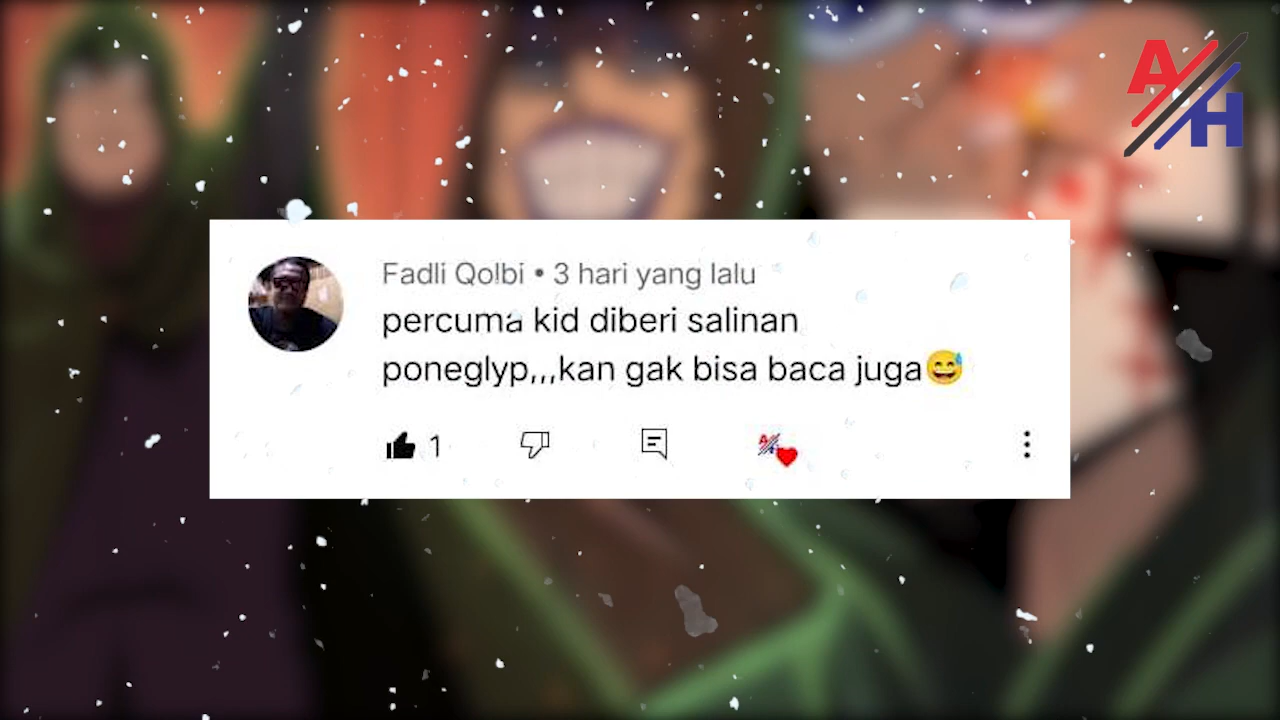 A/H
Fadli Qolbi • 3 hari yang lalu
percuma kid diberi salinan
poneglyp,,,kan gak bisa baca juga😅
1
A/H